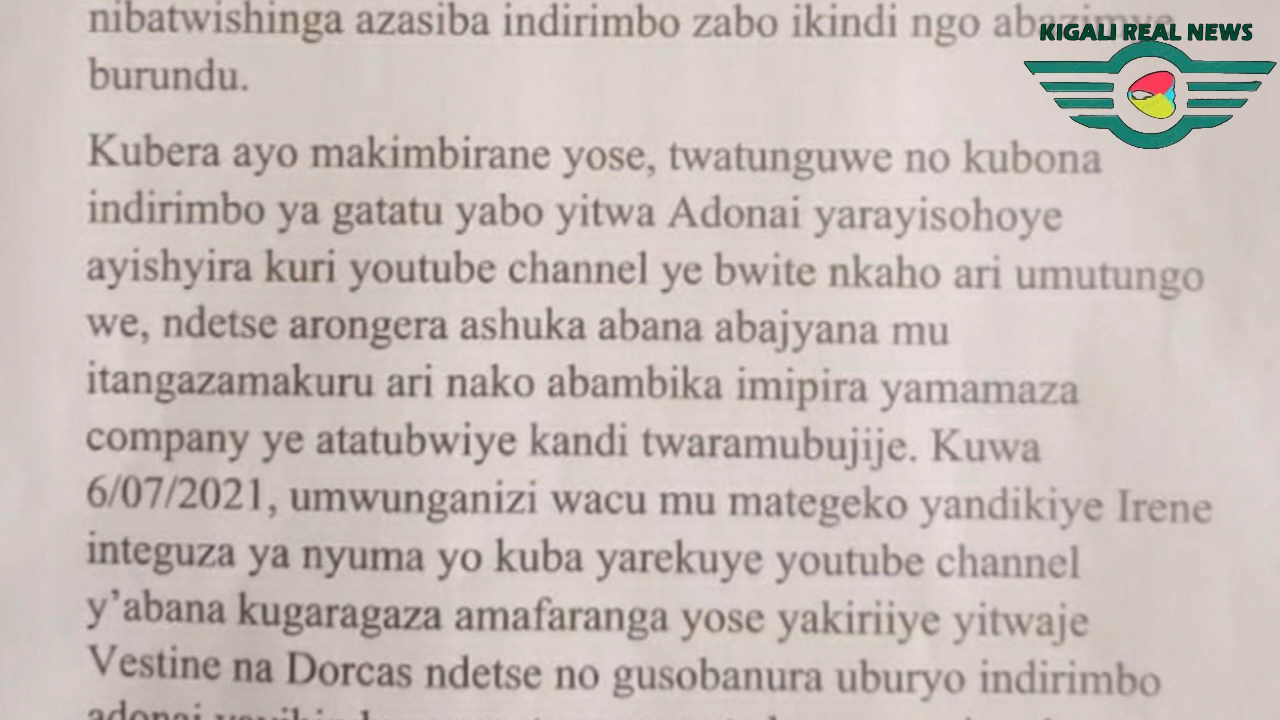 nibatwishinga azasiba indirimbo zabo ikindi ngo abazimwe
KIGALI REAL NEWS
burundu.
Kubera ayo makimbirane yose, twatunguwe no kubona
indirimbo ya gatatu yabo yitwa Adonai yarayisohoye
ayishyira kuri youtube channel ye bwite nkaho ari umutungo
we, ndetse arongera ashuka abana abajyana mu
itangazamakuru ari nako abambika imipira yamamaza
company ye atatubwiye kandi twaramubujije. Kuwa
6/07/2021, umwunganizi wacu mu mategeko yandikiye Irene
integuza ya nyuma yo kuba yarekuye youtube channel
y’abana kugaragaza amafaranga yose yakiriiye yitwaje
Vestine na Dorcas ndetse no gusobanura uburyo indirimbo
adonai